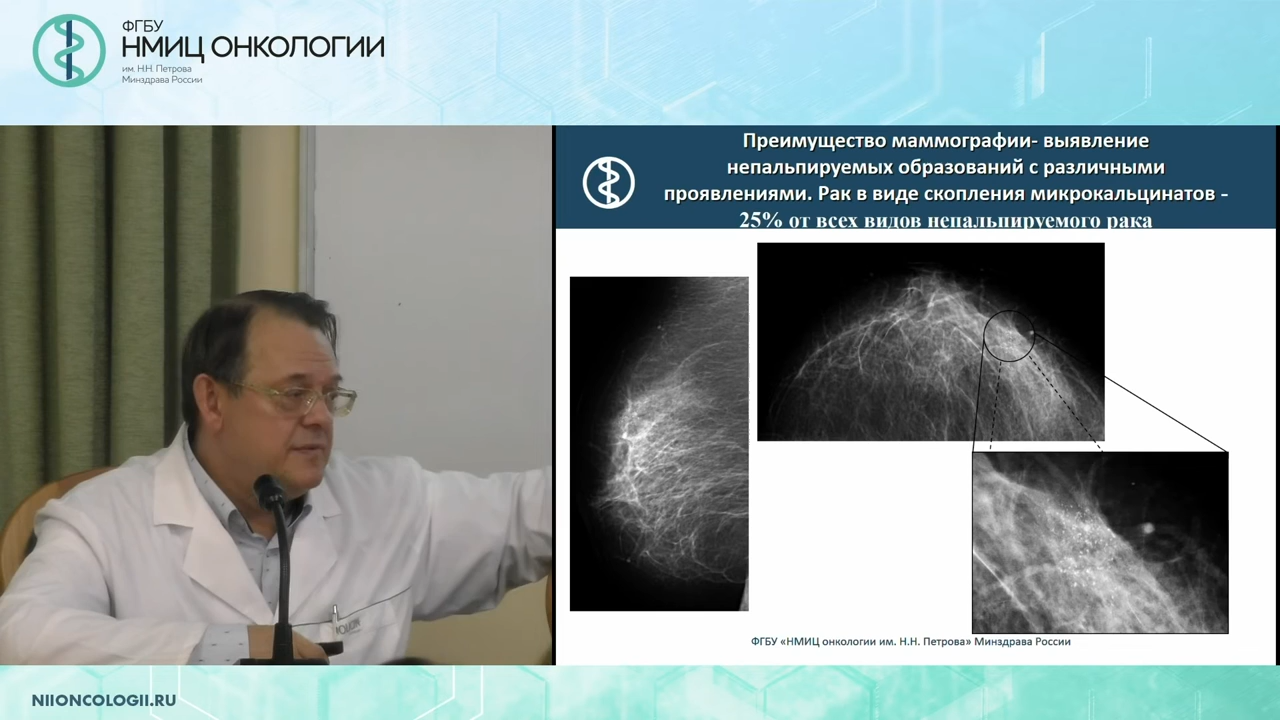 ФГБУ
НМИЦ ОНКОЛОГИИ
им. Н.Н. Петрова
Минздрава России
Преимущество маммографии- выявление
непальпируемых образований с различными
проявлениями. Рак в виде скопления микрокальцинатов -
25% от всех видов непальпируемого рака
ФГБУ «НМИЦ онкологии им. Н.Н. Петрова» Минздрава России
NIIONCOLOGII.RU